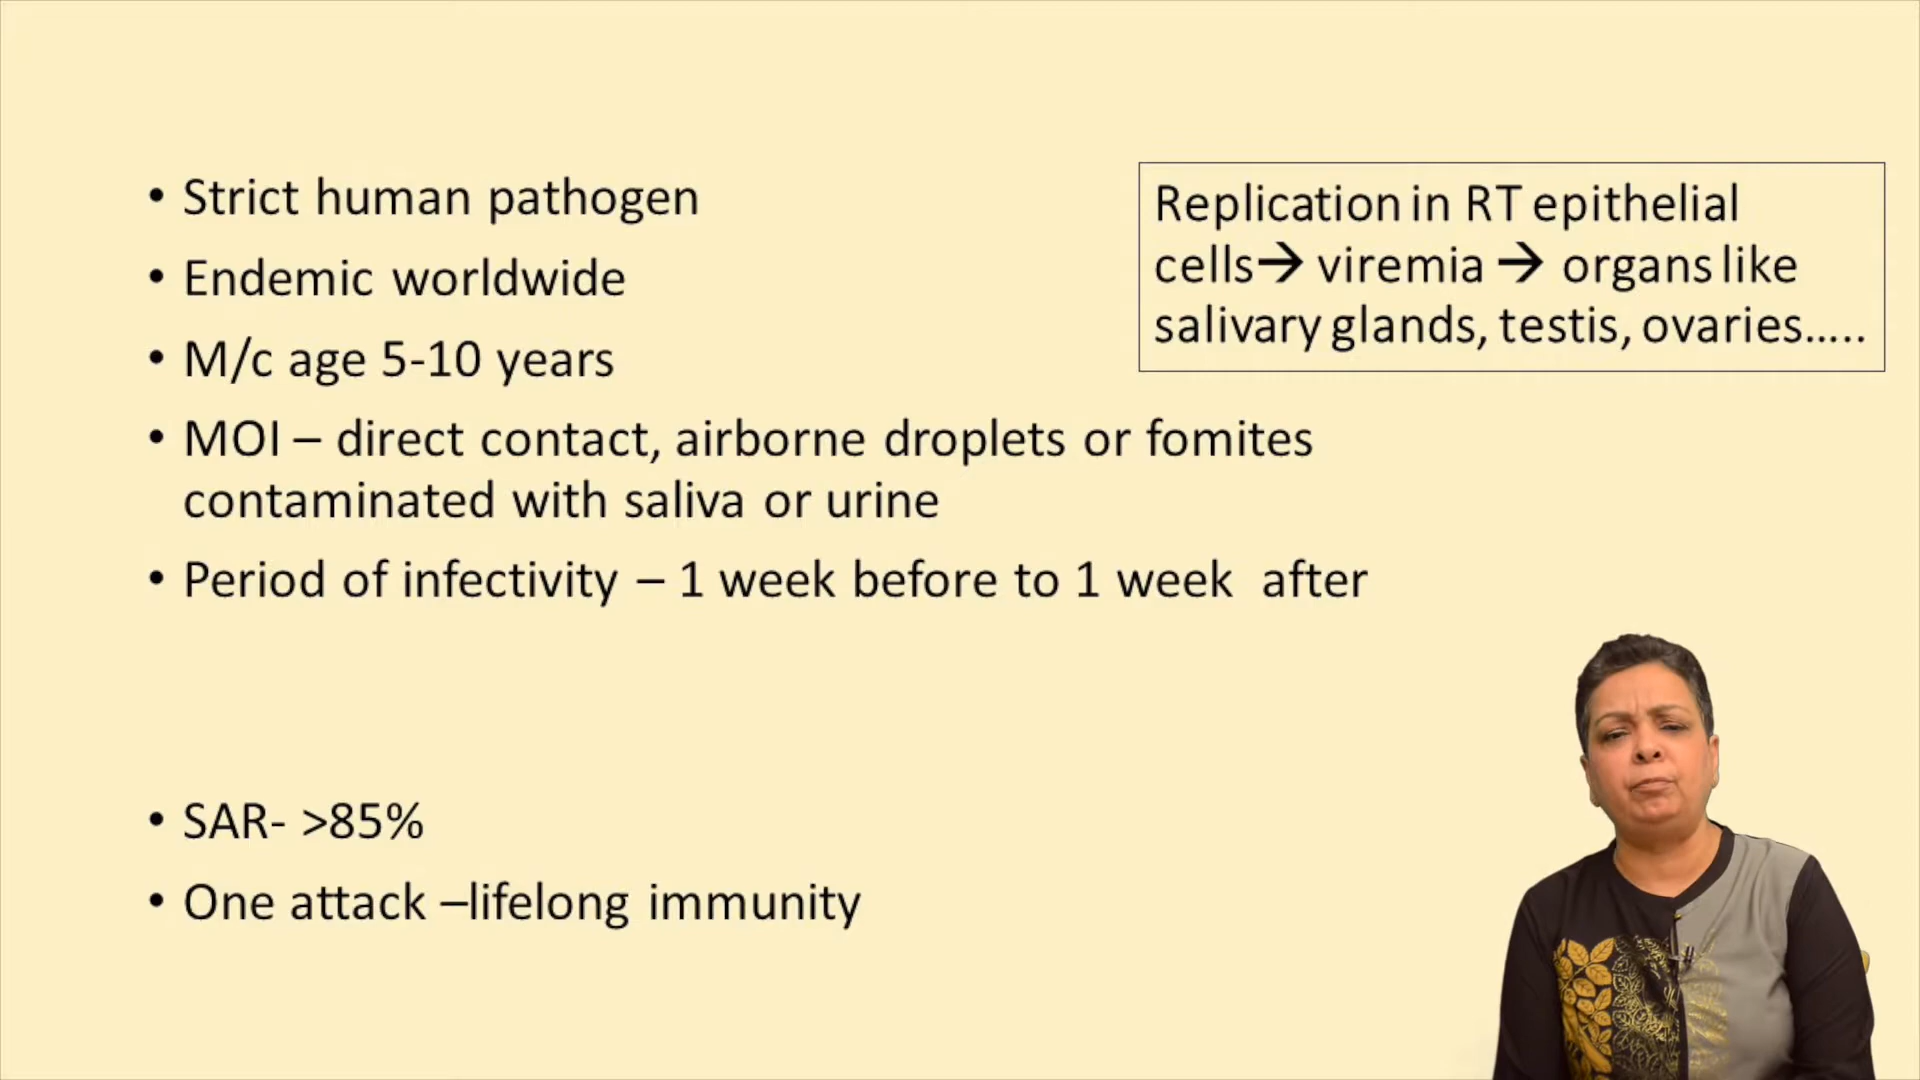 • Strict human pathogen
• Endemic worldwide
• M/c age 5-10 years
• MOI – direct contact, airborne droplets or fomites
contaminated with saliva or urine
• Period of infectivity – 1 week before to 1 week after
• SAR- >85%
• One attack –lifelong immunity
Replication in RT epithelial
cells→ viremia → organs like
salivary glands, testis, ovaries.....